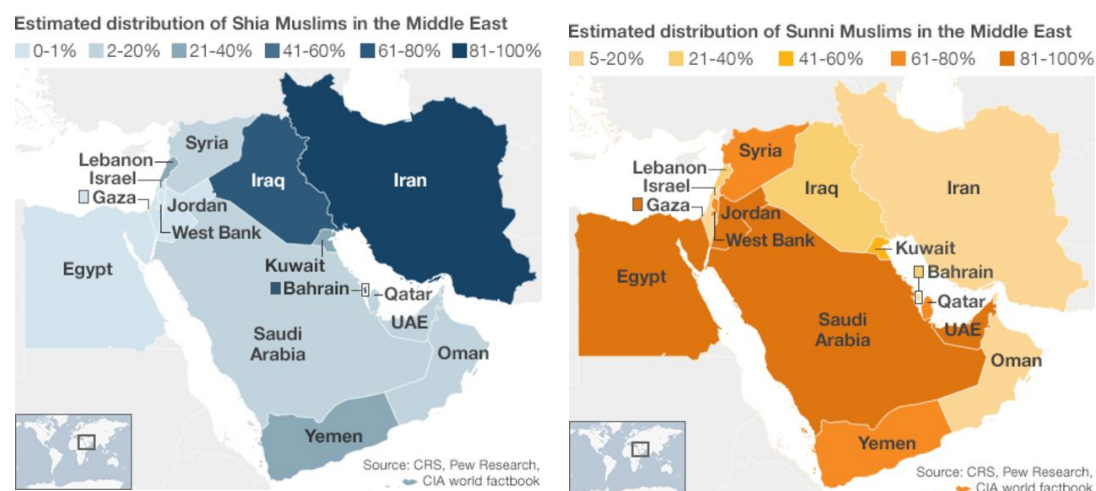 Estimated distribution of Shia Muslims in the Middle East
0-1% 2-20% 21-40% 41-60% 61-80% 81-100%
Syria
Lebanon
Israel
Gaza
Iraq
Iran
Jordan
West Bank
Egypt
Kuwait
Bahrain
Qatar
UAE
Saudi
Arabia
Oman
Yemen
Source: CRS, Pew Research,
CIA world factbook
Estimated distribution of Sunni Muslims in the Middle East
5-20% 21-40% 41-60% 61-80% 81-100%
Syria
Lebanon
Israel
Gaza
Iraq
Iran
Jordan
West Bank
Kuwait
Egypt
Bahrain
Qatar
Saudi
Arabia
UAE
Oman
Yemen
Source: CRS, Pew Research,
CIA world factbook